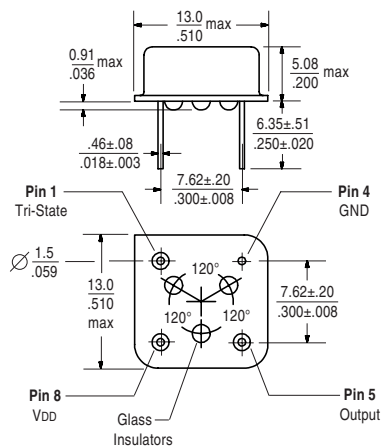 13.0 max
.510
0.91 max
.036
5.08 max
.200
.46±.08
.018±.003
6.35±.51
.250±.020
7.62±.20
.300±.008
Pin 1
Tri-State
Pin 4
GND
Ø 1.5
.059
120°
13.0
.510
max
7.62±.20
.300±.008
120° 120°
Pin 8
VDD
Glass
Insulators
Pin 5
Output